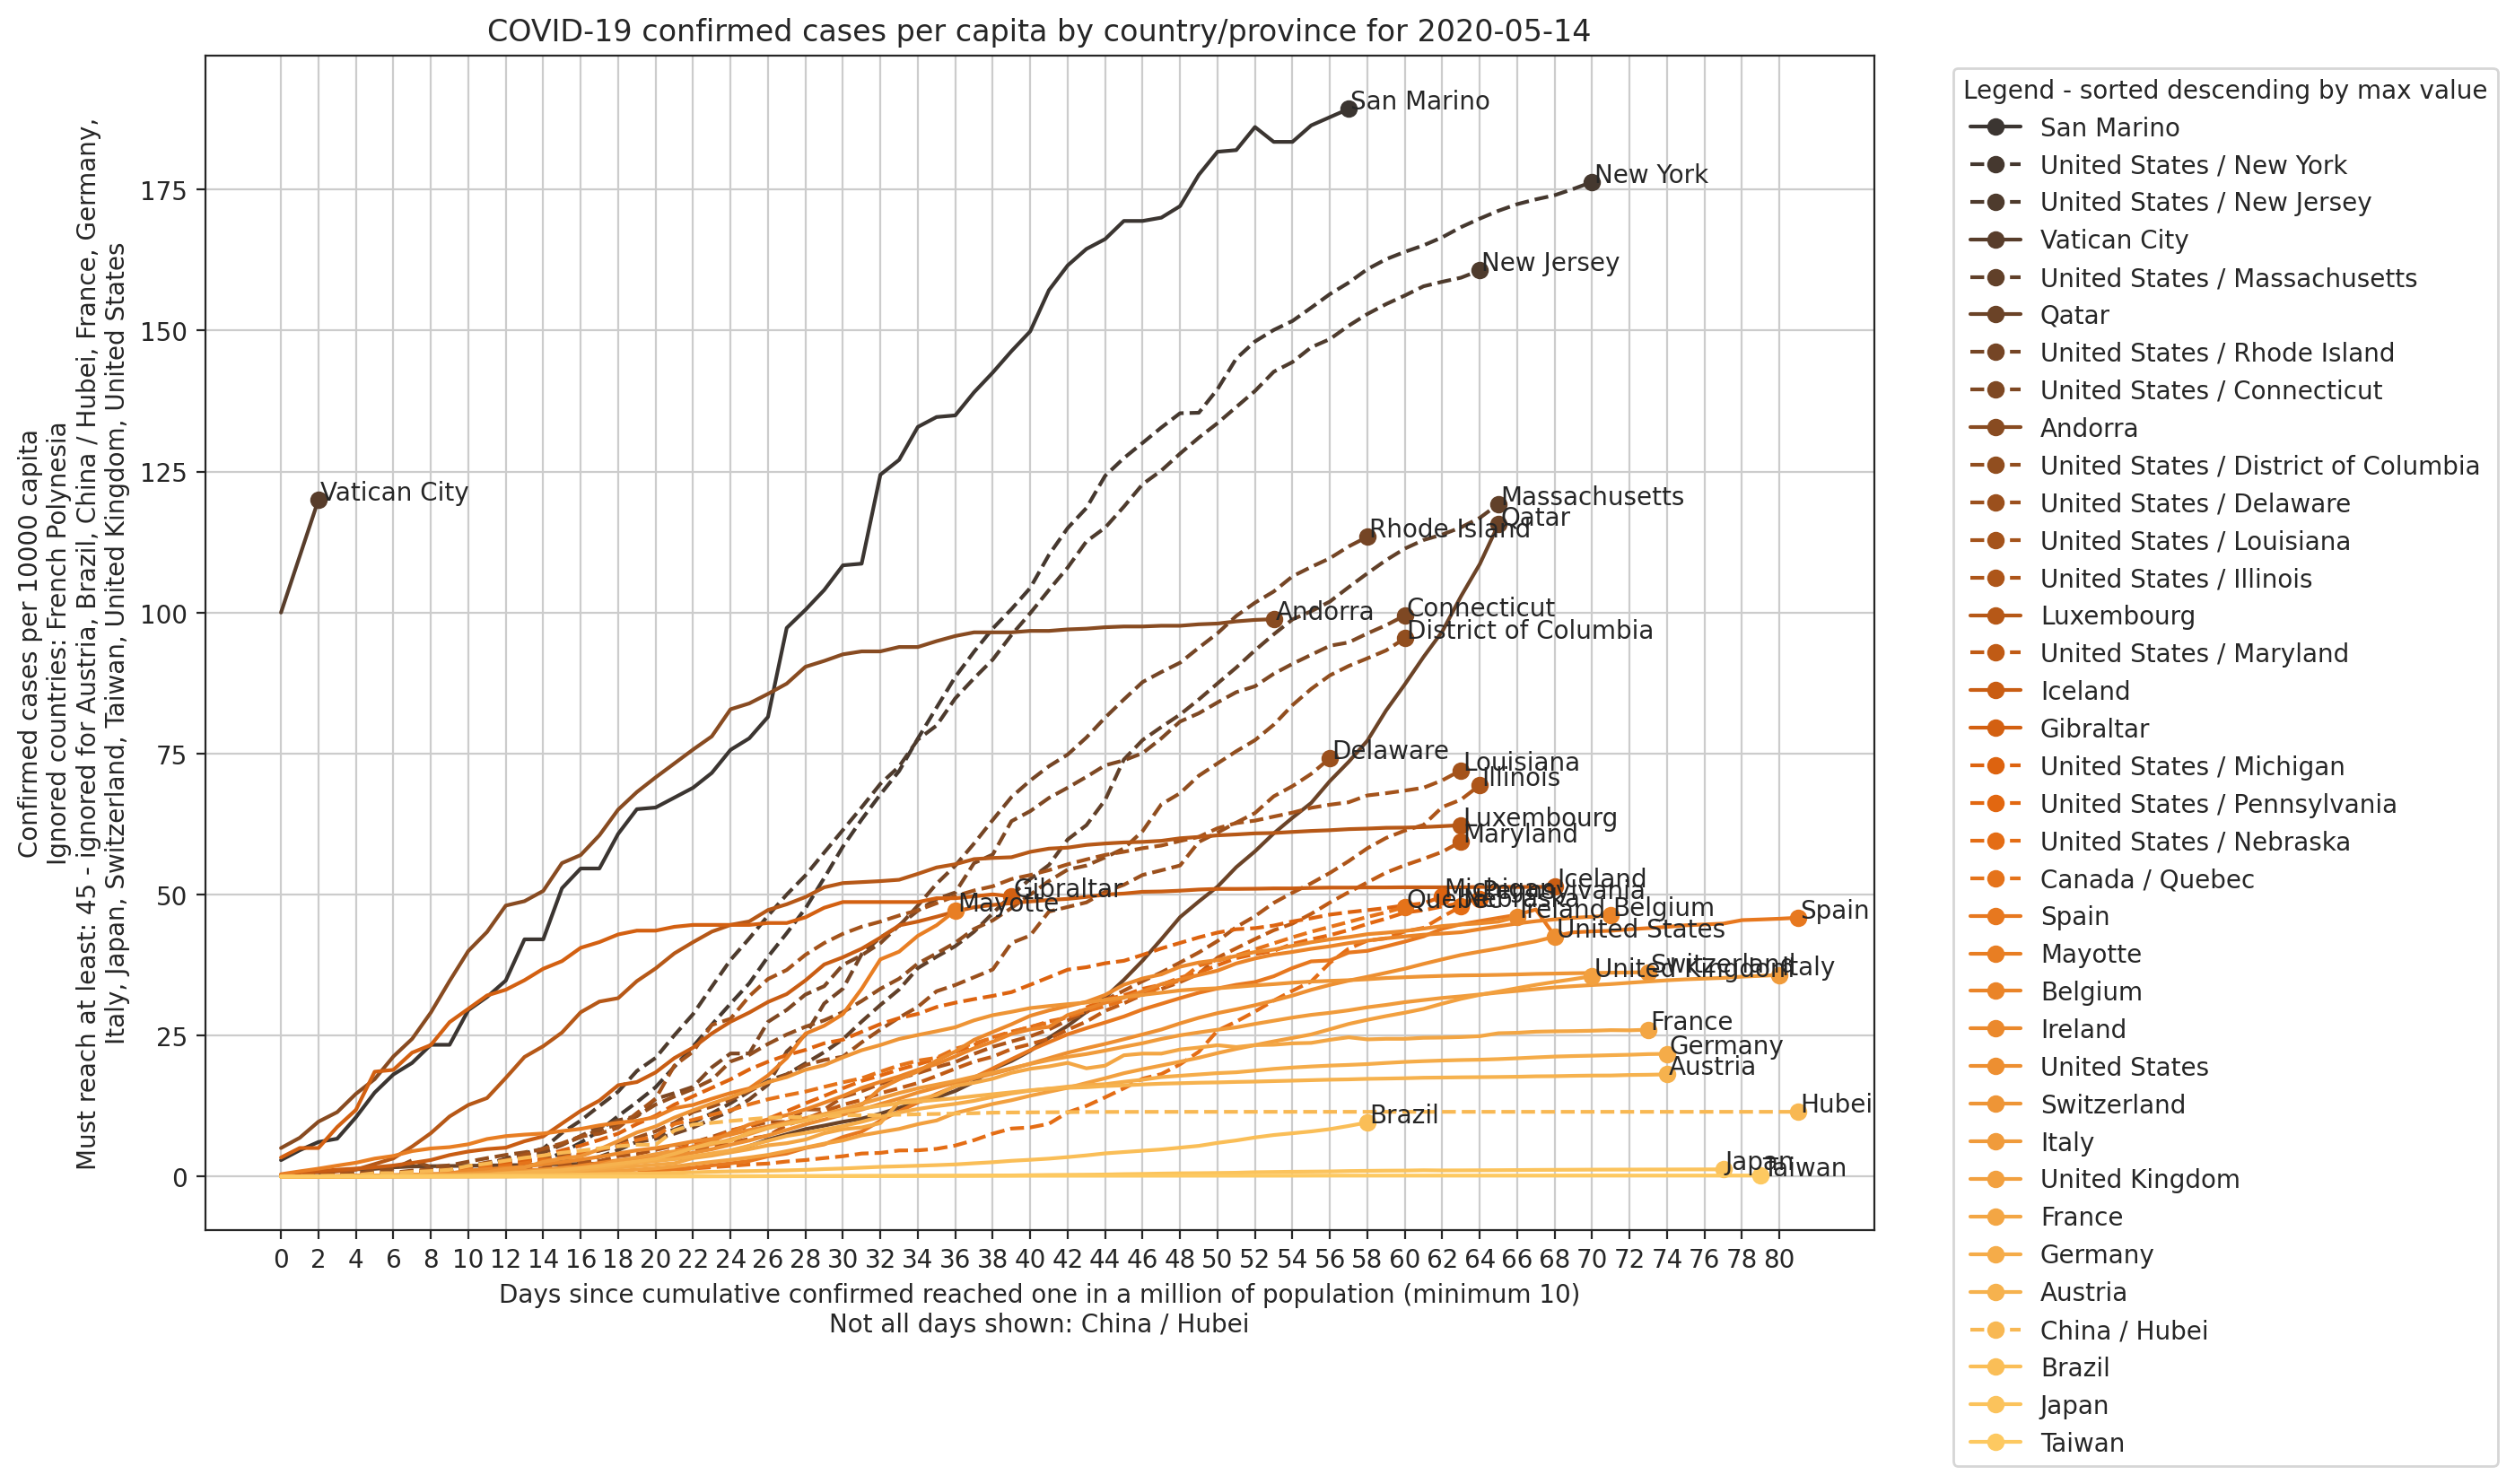 COVID-19 confirmed cases per capita by country/province for 2020-05-14
Confirmed cases per 10000 capita
Ignored countries: French Polynesia
Must reach at least: 45 - ignored for Austria, Brazil, China / Hubei, France, Germany,
Italy, Japan, Switzerland, Taiwan, United Kingdom, United States
175
150
125
100
75
50
25
0
San Marino
New York
New Jersey
Vatican City
Massachusetts
Qatar
Rhode Island
Andorra
Connecticut
District of Columbia
Delaware
Louisiana
Illinois
Luxembourg
Maryland
Iceland
Gibraltar
Michigan
Pennsylvania
Nebraska
Quebec
Mayotte
Spain
Belgium
Ireland
United States
Switzerland
Italy
United Kingdom
France
Germany
Austria
Hubei
Brazil
Japan
Taiwan
0 2 4 6 8 10 12 14 16 18 20 22 24 26 28 30 32 34 36 38 40 42 44 46 48 50 52 54 56 58 60 62 64 66 68 70 72 74 76 78 80
Days since cumulative confirmed reached one in a million of population (minimum 10)
Not all days shown: China / Hubei
Legend - sorted descending by max value
San Marino
United States / New York
United States / New Jersey
Vatican City
United States / Massachusetts
Qatar
United States / Rhode Island
United States / Connecticut
Andorra
United States / District of Columbia
United States / Delaware
United States / Louisiana
United States / Illinois
Luxembourg
United States / Maryland
Iceland
Gibraltar
United States / Michigan
United States / Pennsylvania
United States / Nebraska
Canada / Quebec
Spain
Mayotte
Belgium
Ireland
United States
Switzerland
Italy
United Kingdom
France
Germany
Austria
China / Hubei
Brazil
Japan
Taiwan